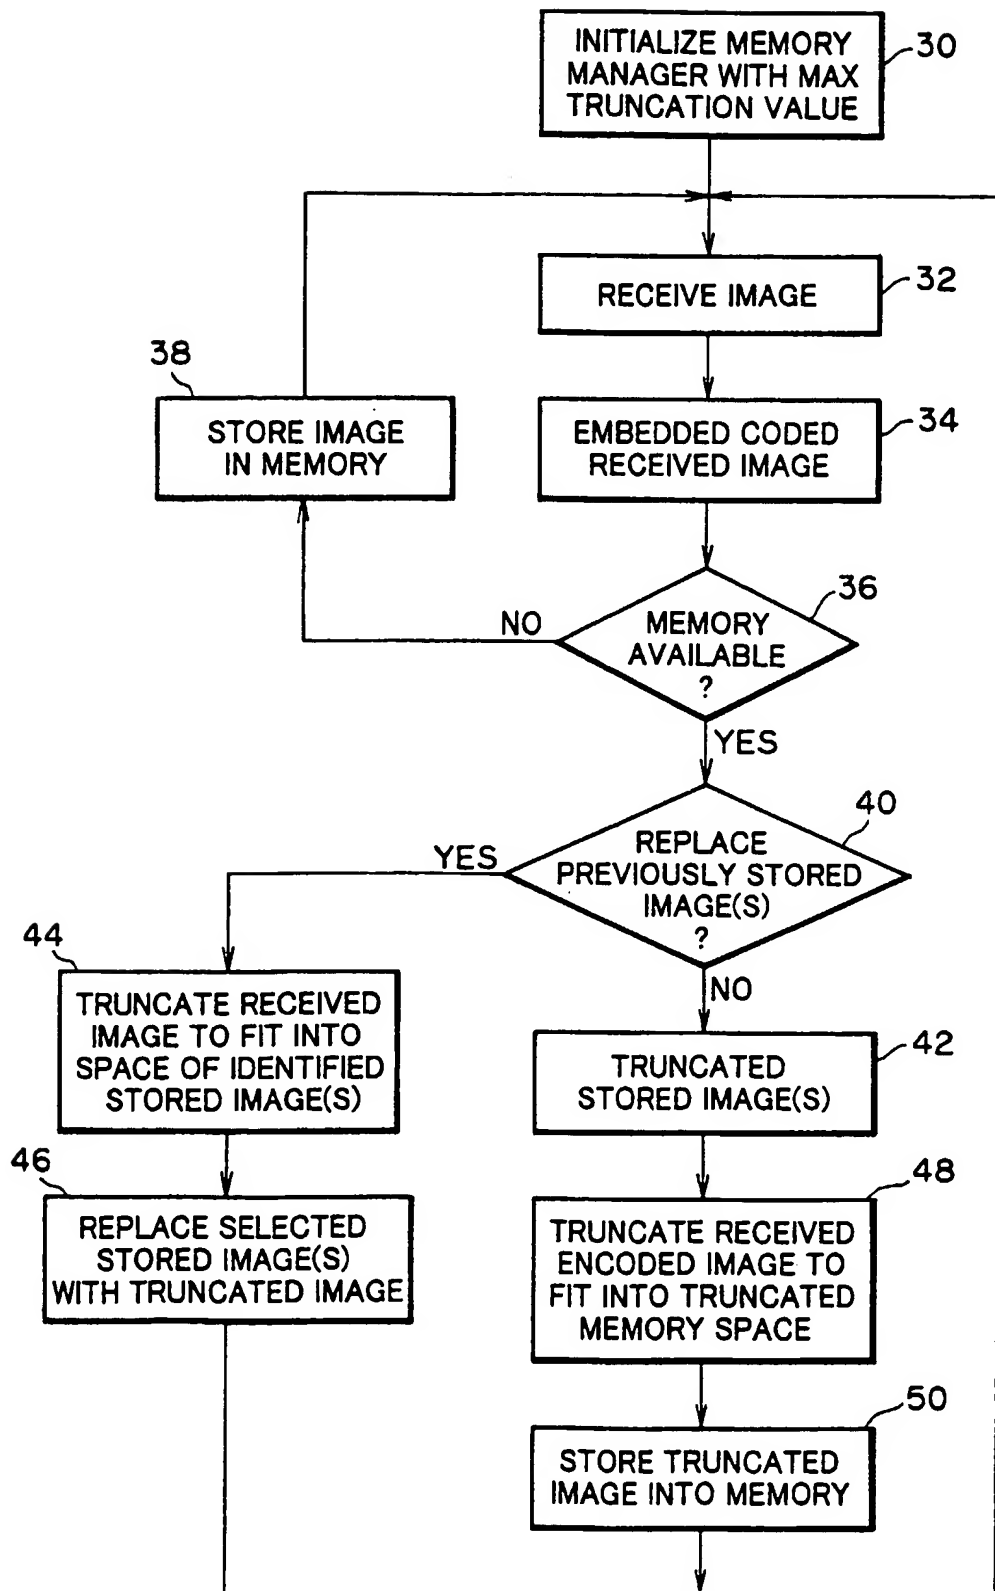 INITIALIZE MEMORY
MANAGER WITH MAX
TRUNCATION VALUE
30
RECEIVE IMAGE
32
38
STORE IMAGE
IN MEMORY
EMBEDDED CODED
RECEIVED IMAGE
34
36
NO
MEMORY
AVAILABLE
?
YES
40
YES
REPLACE
PREVIOUSLY STORED
IMAGE(S)
?
NO
44
TRUNCATE RECEIVED
IMAGE TO FIT INTO
SPACE OF IDENTIFIED
STORED IMAGE(S)
42
TRUNCATED
STORED IMAGE(S)
46
REPLACE SELECTED
STORED IMAGE(S)
WITH TRUNCATED IMAGE
48
TRUNCATE RECEIVED
ENCODED IMAGE TO
FIT INTO TRUNCATED
MEMORY SPACE
50
STORE TRUNCATED
IMAGE INTO MEMORY